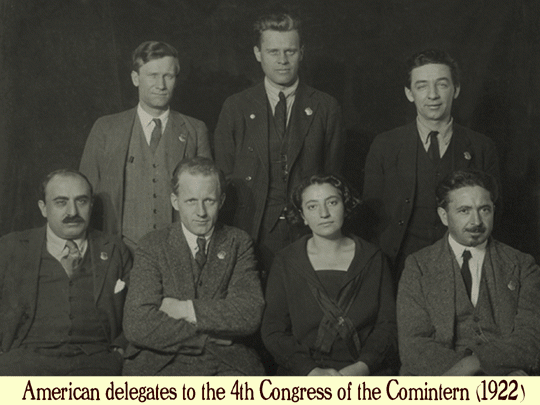 American delegates to the 4th Congress of the Comintern (1922)